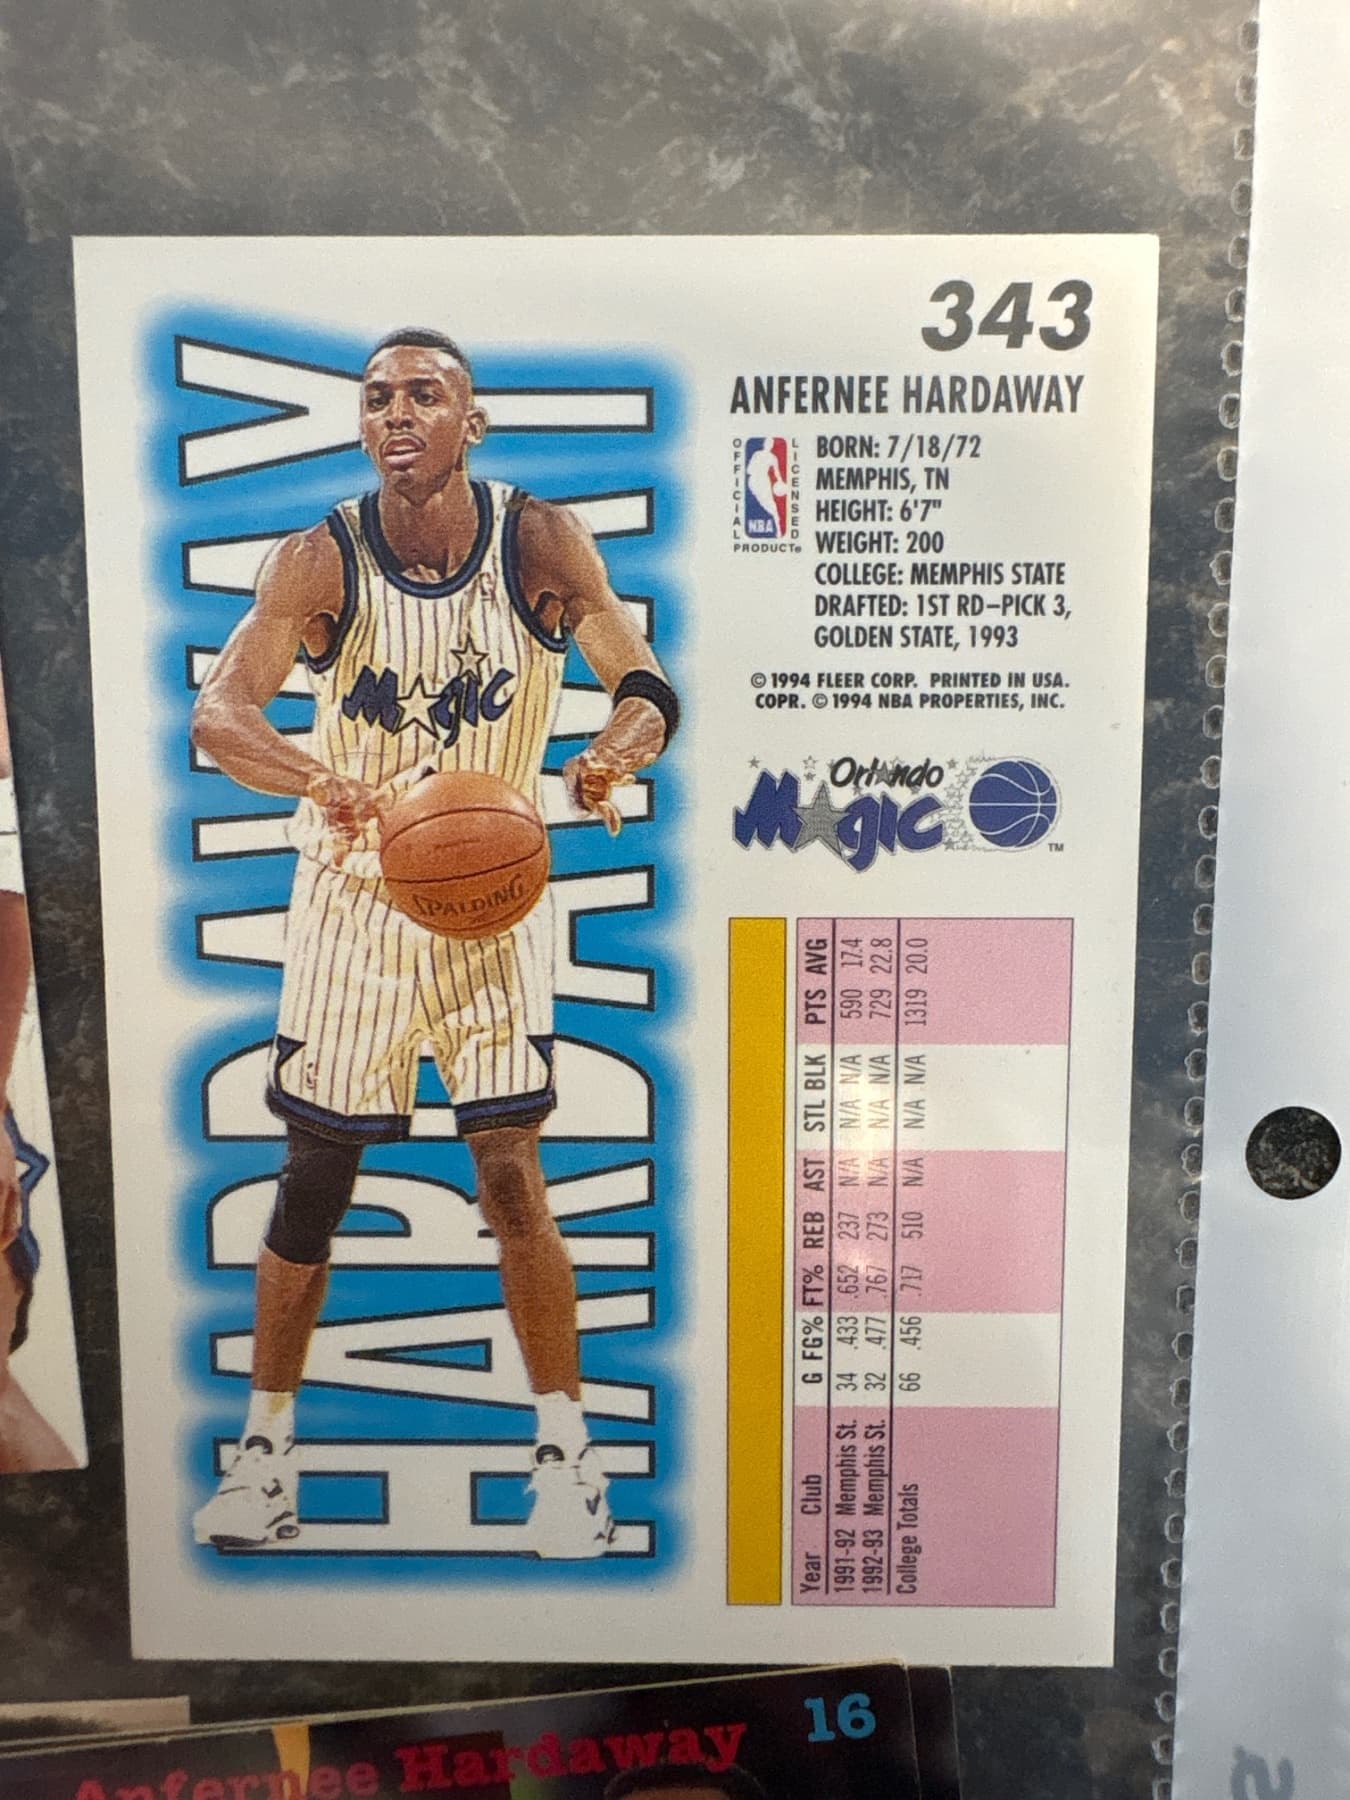 343
ANFERNEE HARDAWAY
OFFICIAL LICENSED
NBA
PRODUCT®
BORN: 7/18/72
MEMPHIS, TN
HEIGHT: 6'7"
WEIGHT: 200
COLLEGE: MEMPHIS STATE
DRAFTED: 1ST RD–PICK 3,
GOLDEN STATE, 1993
© 1994 FLEER CORP. PRINTED IN USA.
COPR. © 1994 NBA PROPERTIES, INC.
Orlando
Magic
TM
HARDAWAY
HARDAWAY
Magic
SPALDING
Year Club G FG% FT% REB AST STL BLK PTS AVG
1991-92 Memphis St. 34 .433 .652 237 N/A N/A N/A 590 17.4
1992-93 Memphis St. 32 .477 .767 273 N/A N/A N/A 729 22.8
College Totals 66 .456 .717 510 N/A N/A N/A 1319 20.0
Anfernee Hardaway 16